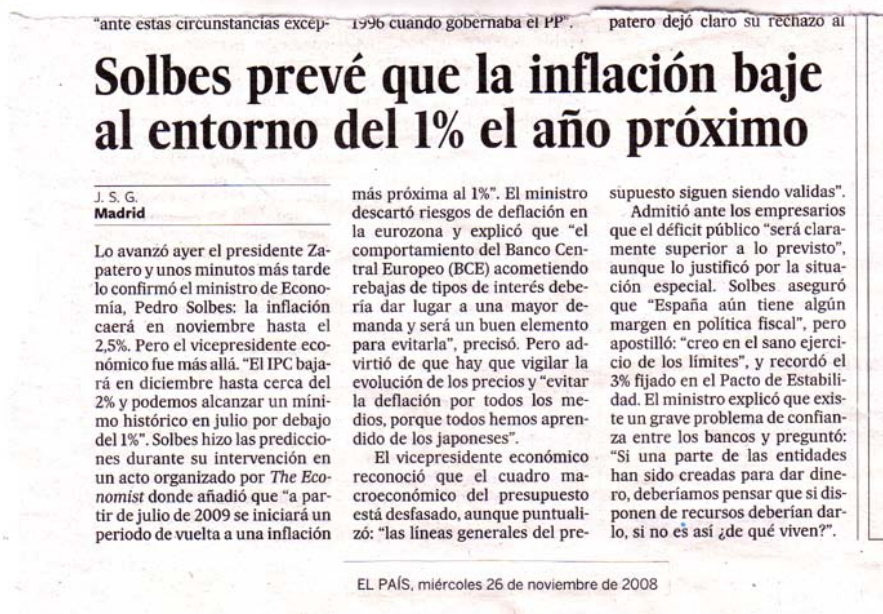 "ante estas circunstancias excep-
1996 cuando gobernaba el PP".
patero dejó claro su rechazo al
Solbes prevé que la inflación baje
al entorno del 1% el año próximo
J. S. G.
Madrid
Lo avanzó ayer el presidente Za-
patero y unos minutos más tarde
lo confirmó el ministro de Econo-
mía, Pedro Solbes: la inflación
caerá en noviembre hasta el
2,5%. Pero el vicepresidente eco-
nómico fue más allá. "El IPC baja-
rá en diciembre hasta cerca del
2% y podemos alcanzar un míni-
mo histórico en julio por debajo
del 1%". Solbes hizo las prediccio-
nes durante su intervención en
un acto organizado por The Eco-
nomist donde añadió que "a par-
tir de julio de 2009 se iniciará un
periodo de vuelta a una inflación
más próxima al 1%". El ministro
descartó riesgos de deflación en
la eurozona y explicó que "el
comportamiento del Banco Cen-
tral Europeo (BCE) acometiendo
rebajas de tipos de interés debe-
ría dar lugar a una mayor de-
manda y será un buen elemento
para evitarla", precisó. Pero ad-
virtió de que hay que vigilar la
evolución de los precios y "evitar
la deflación por todos los me-
dios, porque todos hemos apren-
dido de los japoneses".
El vicepresidente económico
reconoció que el cuadro ma-
croeconómico del presupuesto
está desfasado, aunque puntuali-
zó: "las líneas generales del pre-
supuesto siguen siendo validas".
Admitió ante los empresarios
que el déficit público "será clara-
mente superior a lo previsto",
aunque lo justificó por la situa-
ción especial. Solbes aseguró
que "España aún tiene algún
margen en política fiscal", pero
apostilló: "creo en el sano ejerci-
cio de los límites", y recordó el
3% fijado en el Pacto de Estabili-
dad. El ministro explicó que exis-
te un grave problema de confian-
za entre los bancos y preguntó:
"Si una parte de las entidades
han sido creadas para dar dine-
ro, deberíamos pensar que si dis-
ponen de recursos deberían dar-
lo, si no es así ¿de qué viven?".
EL PAÍS, miércoles 26 de noviembre de 2008